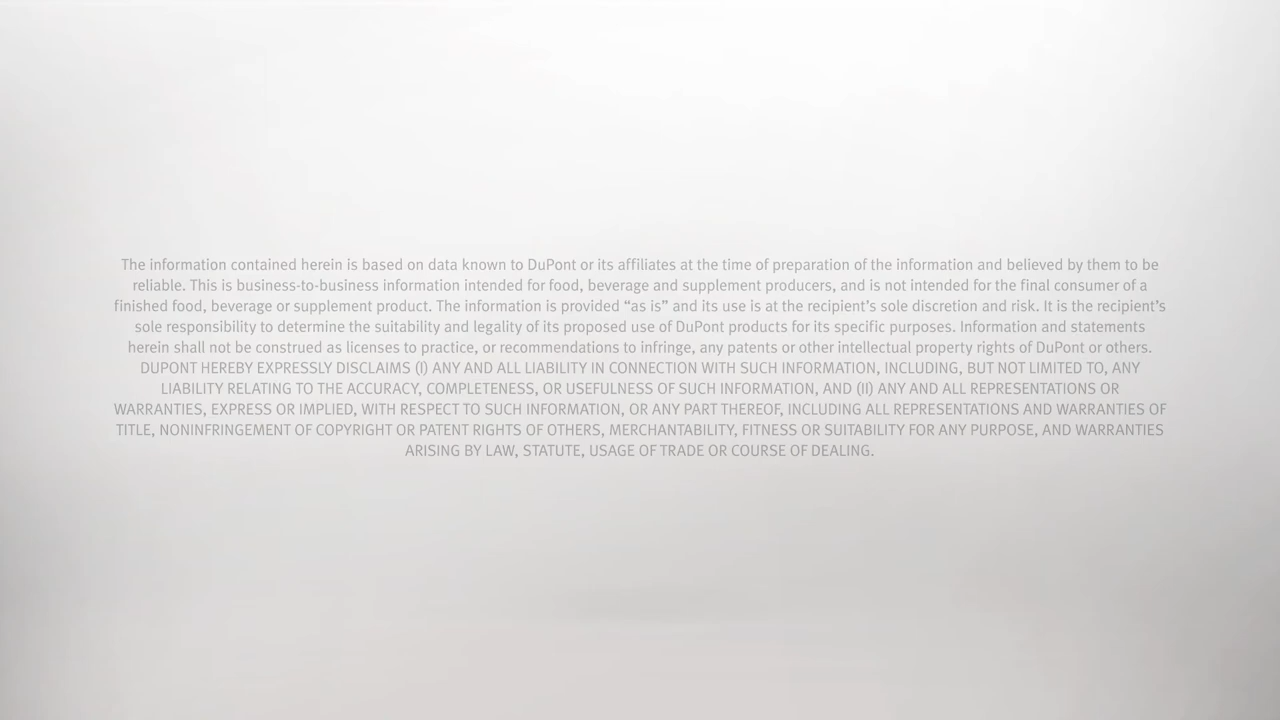 The information contained herein is based on data known to DuPont or its affiliates at the time of preparation of the information and believed by them to be
reliable. This is business-to-business information intended for food, beverage and supplement producers, and is not intended for the final consumer of a
finished food, beverage or supplement product. The information is provided “as is” and its use is at the recipient’s sole discretion and risk. It is the recipient’s
sole responsibility to determine the suitability and legality of its proposed use of DuPont products for its specific purposes. Information and statements
herein shall not be construed as licenses to practice, or recommendations to infringe, any patents or other intellectual property rights of DuPont or others.
DUPONT HEREBY EXPRESSLY DISCLAIMS (I) ANY AND ALL LIABILITY IN CONNECTION WITH SUCH INFORMATION, INCLUDING, BUT NOT LIMITED TO, ANY
LIABILITY RELATING TO THE ACCURACY, COMPLETENESS, OR USEFULNESS OF SUCH INFORMATION, AND (II) ANY AND ALL REPRESENTATIONS OR
WARRANTIES, EXPRESS OR IMPLIED, WITH RESPECT TO SUCH INFORMATION, OR ANY PART THEREOF, INCLUDING ALL REPRESENTATIONS AND WARRANTIES OF
TITLE, NONINFRINGEMENT OF COPYRIGHT OR PATENT RIGHTS OF OTHERS, MERCHANTABILITY, FITNESS OR SUITABILITY FOR ANY PURPOSE, AND WARRANTIES
ARISING BY LAW, STATUTE, USAGE OF TRADE OR COURSE OF DEALING.